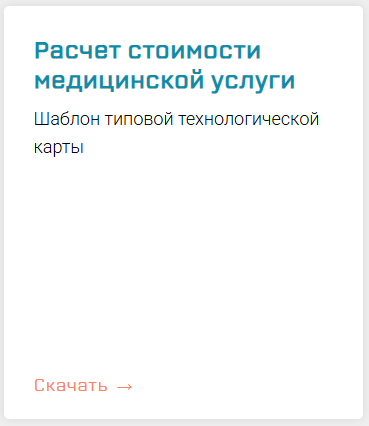 Расчет стоимости
медицинской услуги
Шаблон типовой технологической
карты
Скачать →